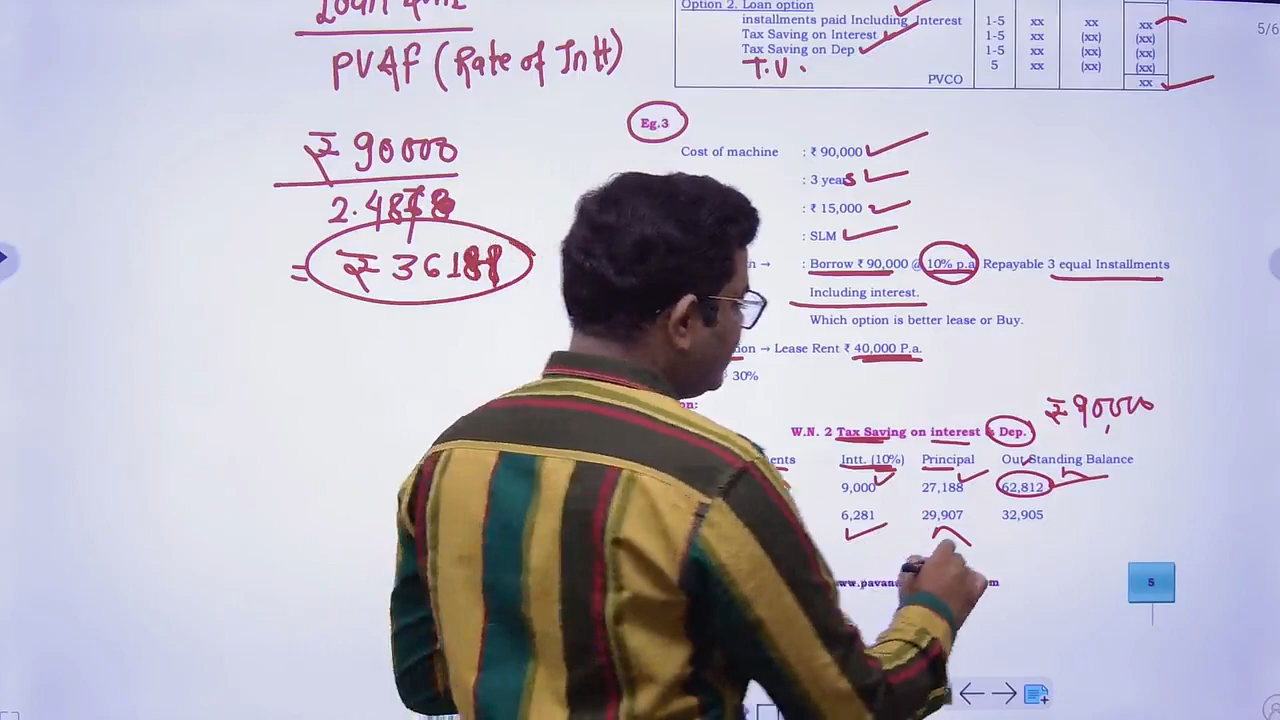 Loan Amt
PVAF (Rate of Intt)
₹ 90000
2.4868
= ₹ 36188
Option 2. Loan option
installments paid Including Interest 1-5 xx xx xx
Tax Saving on Interest 1-5 xx (xx) (xx)
Tax Saving on Dep 1-5 xx (xx) (xx)
T.V. 5 xx (xx) (xx)
PVCO xx
5/6
Eg.3
Cost of machine : ₹ 90,000
: 3 years
: ₹ 15,000
: SLM
→ : Borrow ₹ 90,000 @ 10% p.a Repayable 3 equal Installments
Including interest.
Which option is better lease or Buy.
→ Lease Rent ₹ 40,000 P.a.
30%
₹ 90000
W.N. 2 Tax Saving on interest & Dep.
Intt. (10%) Principal Out Standing Balance
9,000 27,188 62,812
6,281 29,907 32,905
5